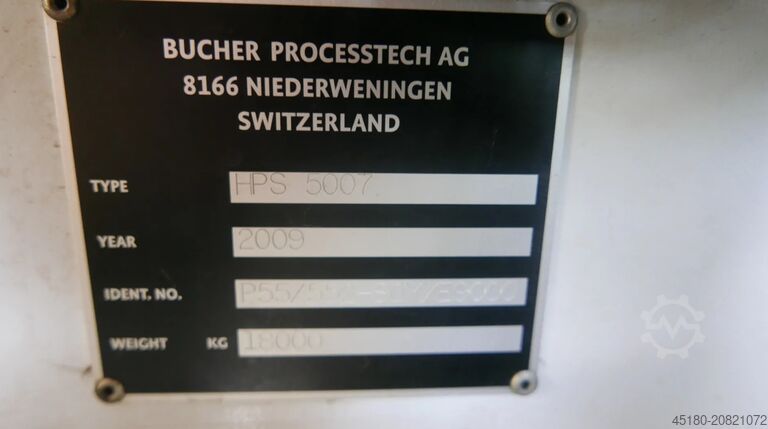 BUCHER PROCESSTECH AG
8166 NIEDERWENINGEN
SWITZERLAND
TYPE HPS 5007
YEAR 2009
IDENT. NO.
WEIGHT KG 18000
45180-20821072